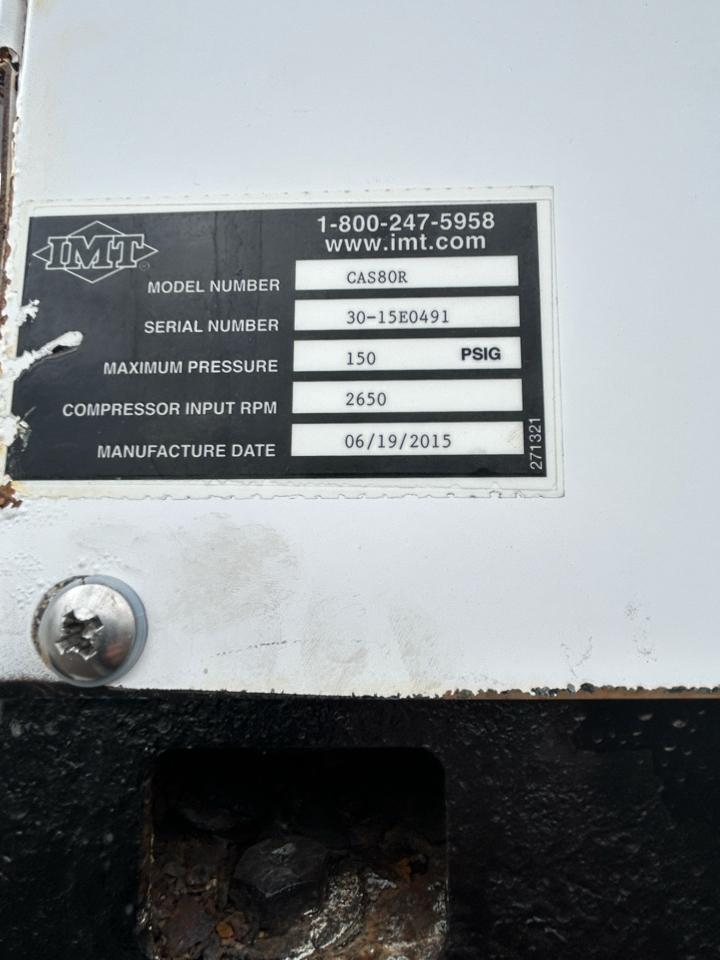 IMT®
1-800-247-5958
www.imt.com
MODEL NUMBER CAS80R
SERIAL NUMBER 30-15E0491
MAXIMUM PRESSURE 150 PSIG
COMPRESSOR INPUT RPM 2650
MANUFACTURE DATE 06/19/2015
271321